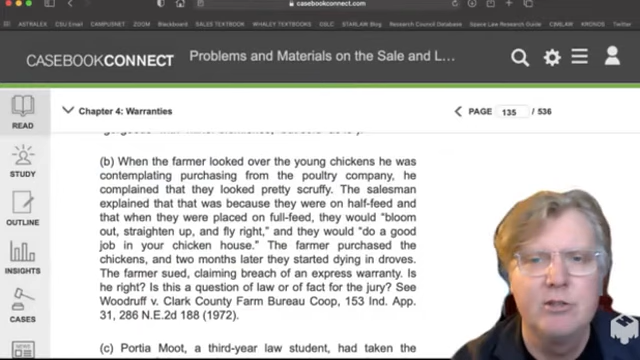 casebookconnect.com
ASTRALEX CSU Email CAMPUSNET ZOOM Blackboard SALES TEXTBOOK WHALEY TEXTBOOKS OGC STARLAW BLOG Research Council Database Space Law Research Guide CINSLAW KRONOS Twitter
CASEBOOKCONNECT Problems and Materials on the Sale and L...
READ Chapter 4: Warranties PAGE 135 / 536
STUDY
OUTLINE
INSIGHTS
CASES
(b) When the farmer looked over the young chickens he was
contemplating purchasing from the poultry company, he
complained that they looked pretty scruffy. The salesman
explained that that was because they were on half-feed and
that when they were placed on full-feed, they would “bloom
out, straighten up, and fly right,” and they would “do a good
job in your chicken house.” The farmer purchased the
chickens, and two months later they started dying in droves.
The farmer sued, claiming breach of an express warranty. Is
he right? Is this a question of law or of fact for the jury? See
Woodruff v. Clark County Farm Bureau Coop, 153 Ind. App.
31, 286 N.E.2d 188 (1972).
(c) Portia Moot, a third-year law student, had taken the